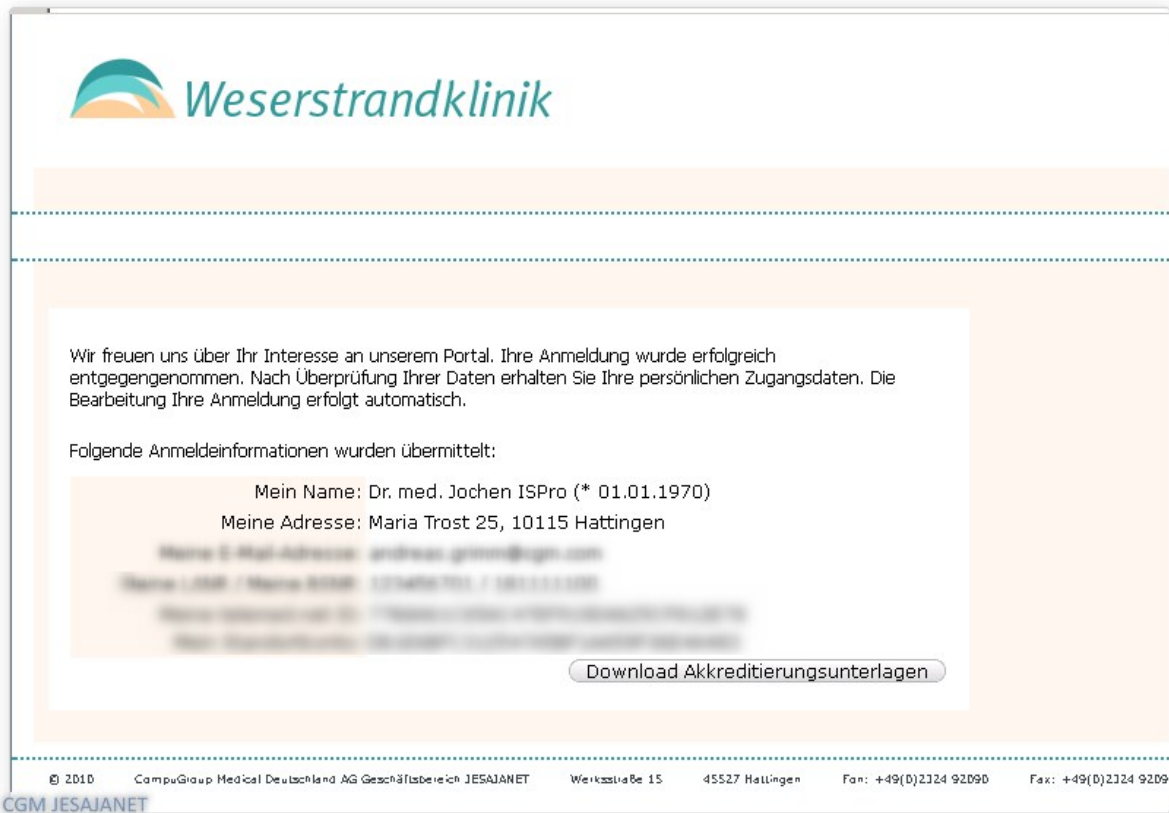 Weserstrandklinik
Wir freuen uns über Ihr Interesse an unserem Portal. Ihre Anmeldung wurde erfolgreich
entgegengenommen. Nach Überprüfung Ihrer Daten erhalten Sie Ihre persönlichen Zugangsdaten. Die
Bearbeitung Ihre Anmeldung erfolgt automatisch.
Folgende Anmeldeinformationen wurden übermittelt:
Mein Name: Dr. med. Jochen ISPro (* 01.01.1970)
Meine Adresse: Maria Trost 25, 10115 Hattingen
Download Akkreditierungsunterlagen
© 2010 CompuGroup Medical Deutschland AG Geschäftsbereich JESAJANET Werksstraße 15 45527 Hattingen Fon: +49(0)2324 92090 Fax: +49(0)2324 9209
CGM JESAJANET